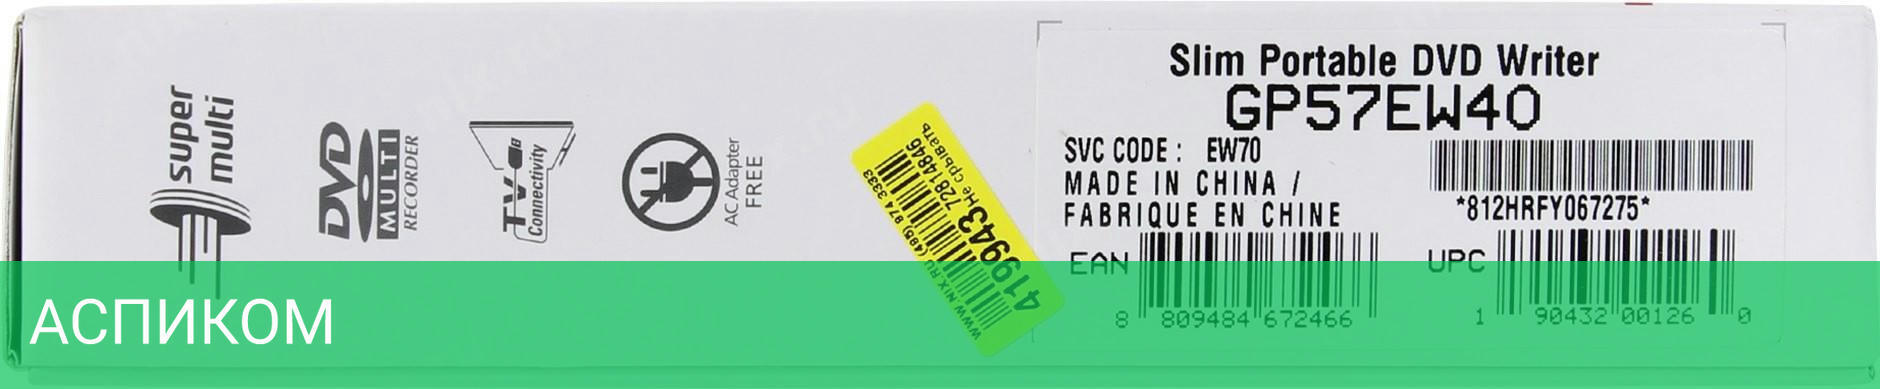 super
multi
DVD
MULTI
RECORDER
TV
Connectivity
AC Adapter
FREE
WWW.NIX.RU (495) 974 3333
4199437281 4846
Не срывать
Slim Portable DVD Writer
GP57EW40
SVC CODE : EW70
MADE IN CHINA /
FABRIQUE EN CHINE
*812HRFY067275*
EAN
8 809484 672466
UPC
1 90432 00126 0
АСПИКОМ